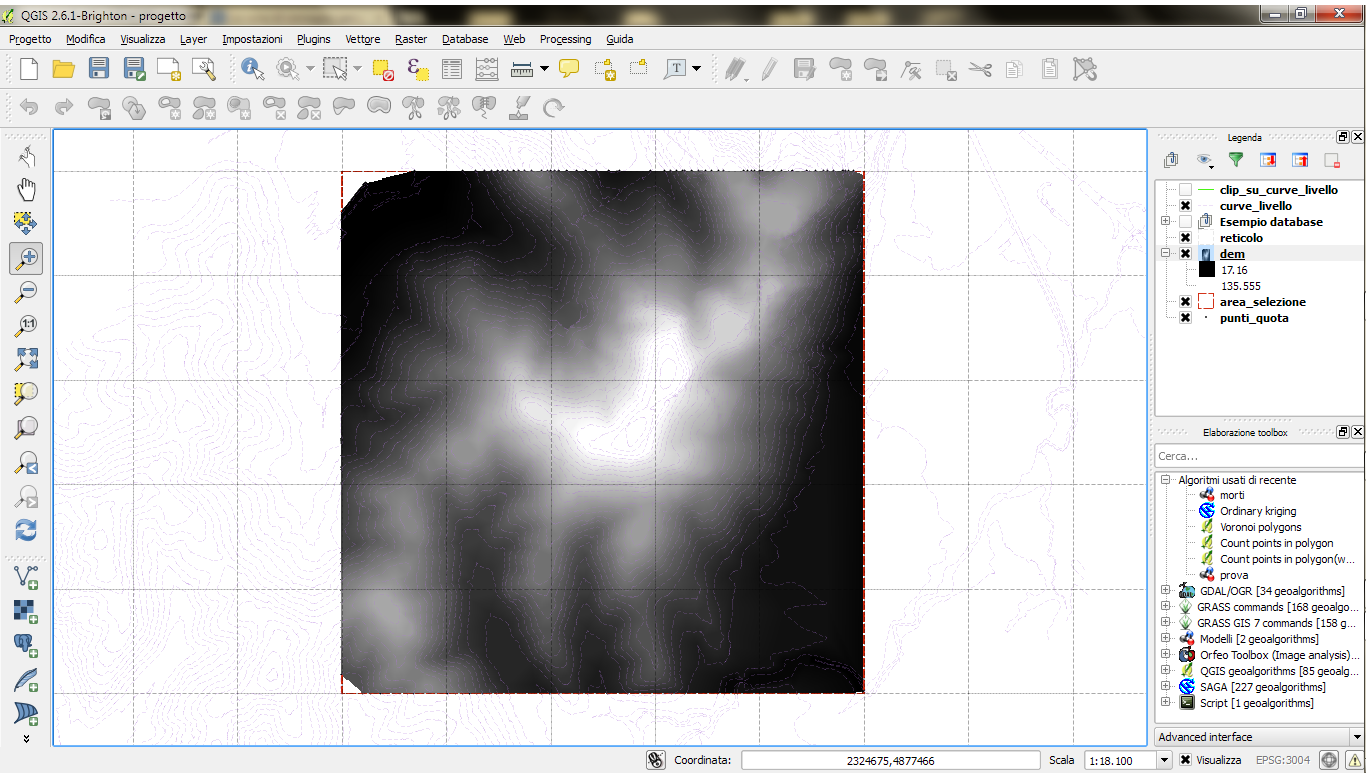 QGIS 2.6.1-Brighton - progetto
Progetto Modifica Visualizza Layer Impostazioni Plugins Vettore Raster Database Web Processing Guida
T
Legenda
clip_su_curve_livello
curve_livello
Esempio database
reticolo
dem
17.16
135.555
area_selezione
punti_quota
1:1
Elaborazione toolbox
Cerca...
Algoritmi usati di recente
morti
Ordinary kriging
Voronoi polygons
Count points in polygon
Count points in polygon(w...
prova
GDAL/OGR [34 geoalgorithms]
GRASS commands [168 geoalgo...
GRASS GIS 7 commands [158 g...
Modelli [2 geoalgorithms]
Orfeo Toolbox (Image analysis)...
QGIS geoalgorithms [85 geoalg...
SAGA [227 geoalgorithms]
Script [1 geoalgorithms]
Advanced interface
Coordinata: 2324675,4877466 Scala 1:18.100 Visualizza EPSG:3004